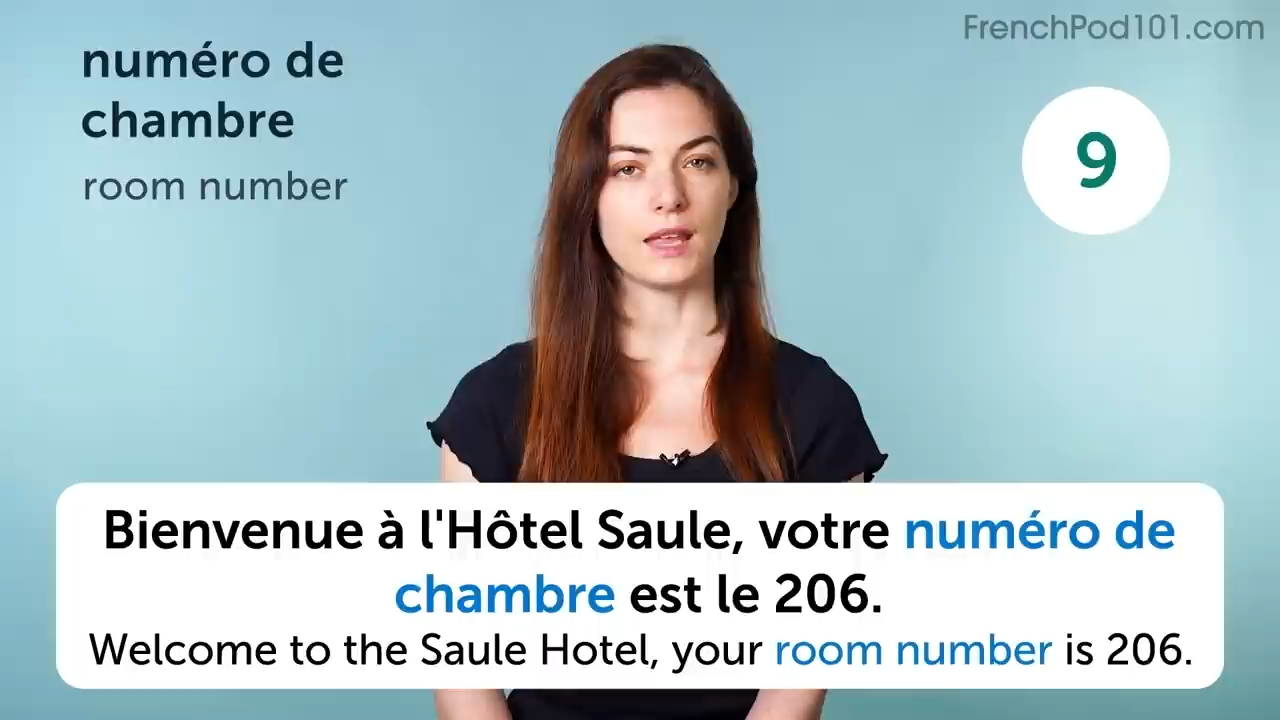 FrenchPod101.com
numéro de
chambre
room number
9
Bienvenue à l'Hôtel Saule, votre numéro de
chambre est le 206.
Welcome to the Saule Hotel, your room number is 206.